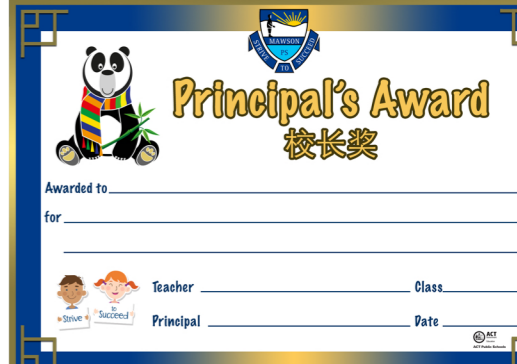 MAWSON
PS
STRIVE TO SUCCEED
Principal's Award
校长奖
Awarded to
for
Teacher
Class
Strive
to
Succeed
Principal
Date
ACT
ACT Public Schools